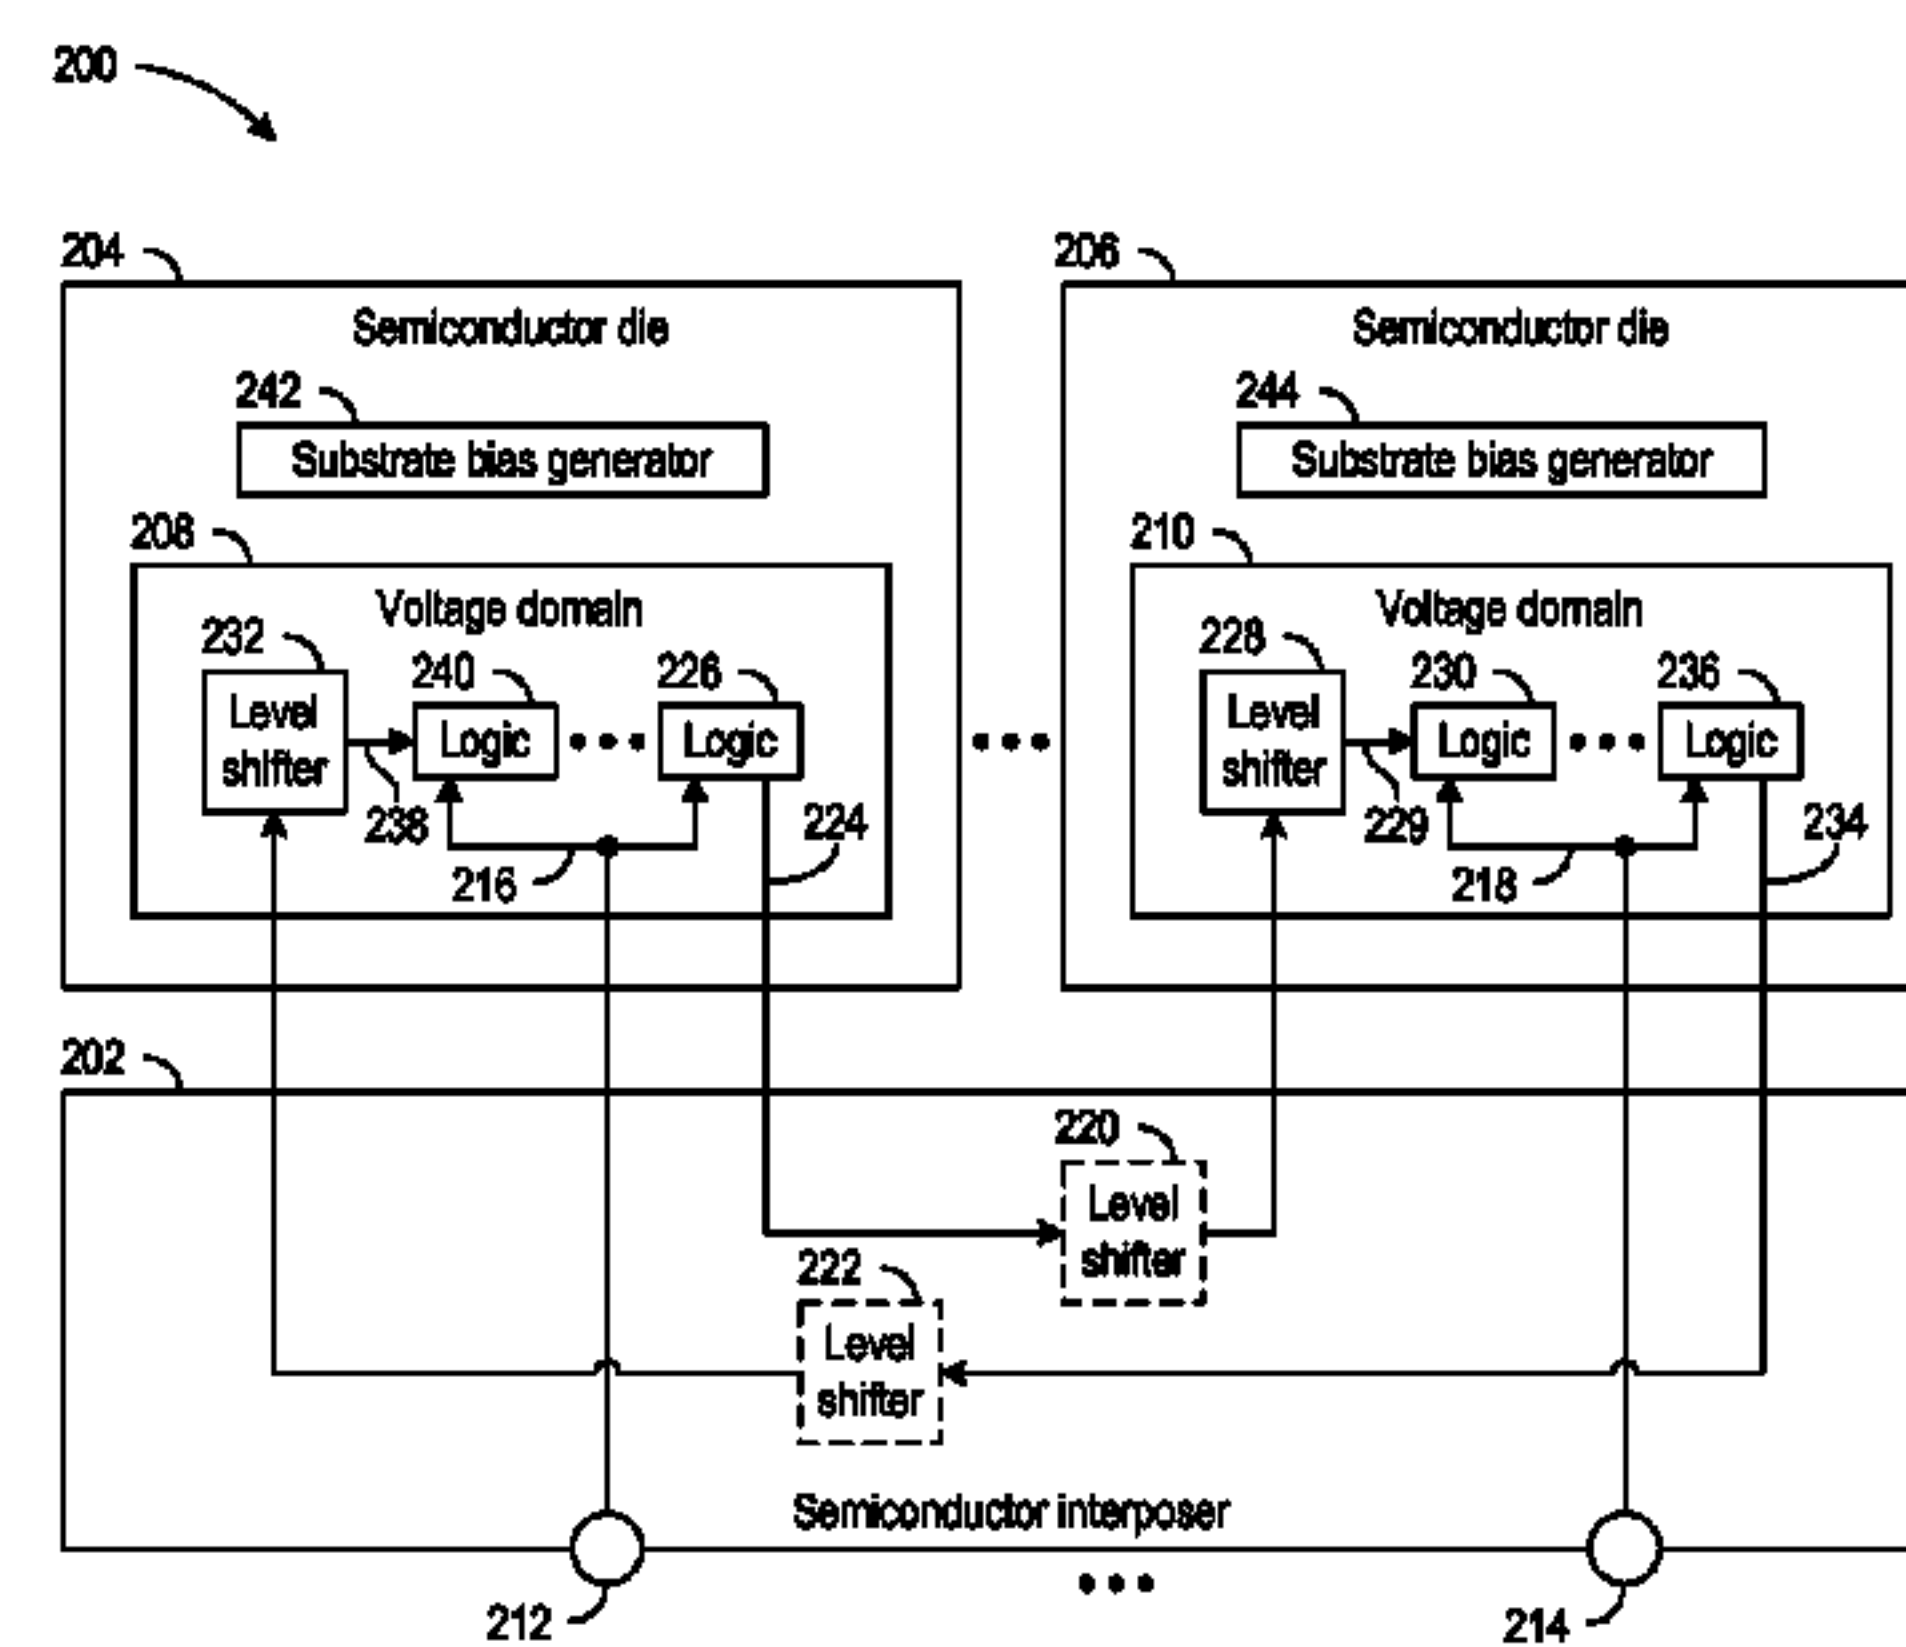 200
204
206
Semiconductor die
Semiconductor die
242
244
Substrate bias generator
Substrate bias generator
208
210
Voltage domain
Voltage domain
232
240
226
228
230
236
Level
shifter
Logic
Logic
Level
shifter
Logic
Logic
238
216
224
229
218
234
202
220
Level
shifter
222
Level
shifter
Semiconductor interposer
212
214